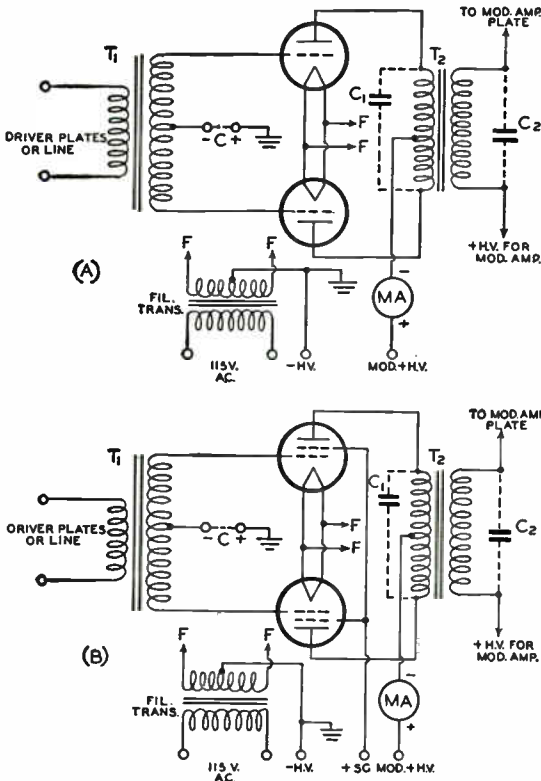 TO MOD. AMP.
PLATE
T1
T2
C1
C2
DRIVER PLATES
OR LINE
- C +
F
F
F
F
(A)
FIL.
TRANS.
+H.V. FOR
MOD. AMP.
-
MA
+
115 V.
AC.
-H.V.
MOD.+H.V.
TO MOD. AM
PLATE
T1
T2
C1
C2
DRIVER PLATES
OR LINE
- C +
F
F
F
F
(B)
FIL.
TRANS.
+H.V. FOR
MOD. AMP.
-
MA
+
115 V.
AC
-H.V.
+ SG
MOD.+H.V.